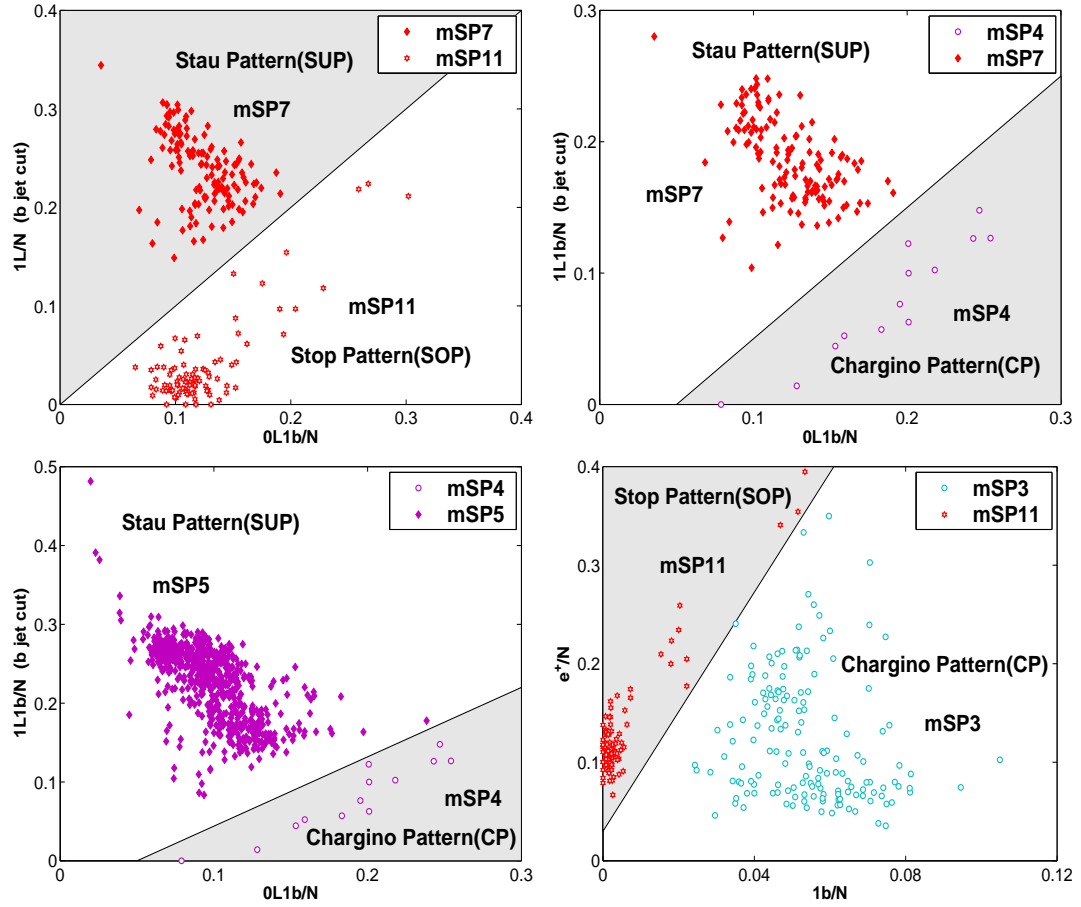 0.4
0.3
0.2
0.1
0
0 0.1 0.2 0.3 0.4
1L/N (b jet cut)
0L1b/N
Stau Pattern(SUP)
mSP7
mSP11
mSP7
mSP11
Stop Pattern(SOP)
0.3
0.2
0.1
0
0 0.1 0.2 0.3
1L1b/N (b jet cut)
0L1b/N
Stau Pattern(SUP)
mSP4
mSP7
mSP7
mSP4
Chargino Pattern(CP)
0.5
0.4
0.3
0.2
0.1
0
0 0.1 0.2 0.3
1L1b/N (b jet cut)
0L1b/N
Stau Pattern(SUP)
mSP4
mSP5
mSP5
mSP4
Chargino Pattern(CP)
0.4
0.3
0.2
0.1
0
0 0.04 0.08 0.12
e+/N
1b/N
Stop Pattern(SOP)
mSP3
mSP11
mSP11
Chargino Pattern(CP)
mSP3